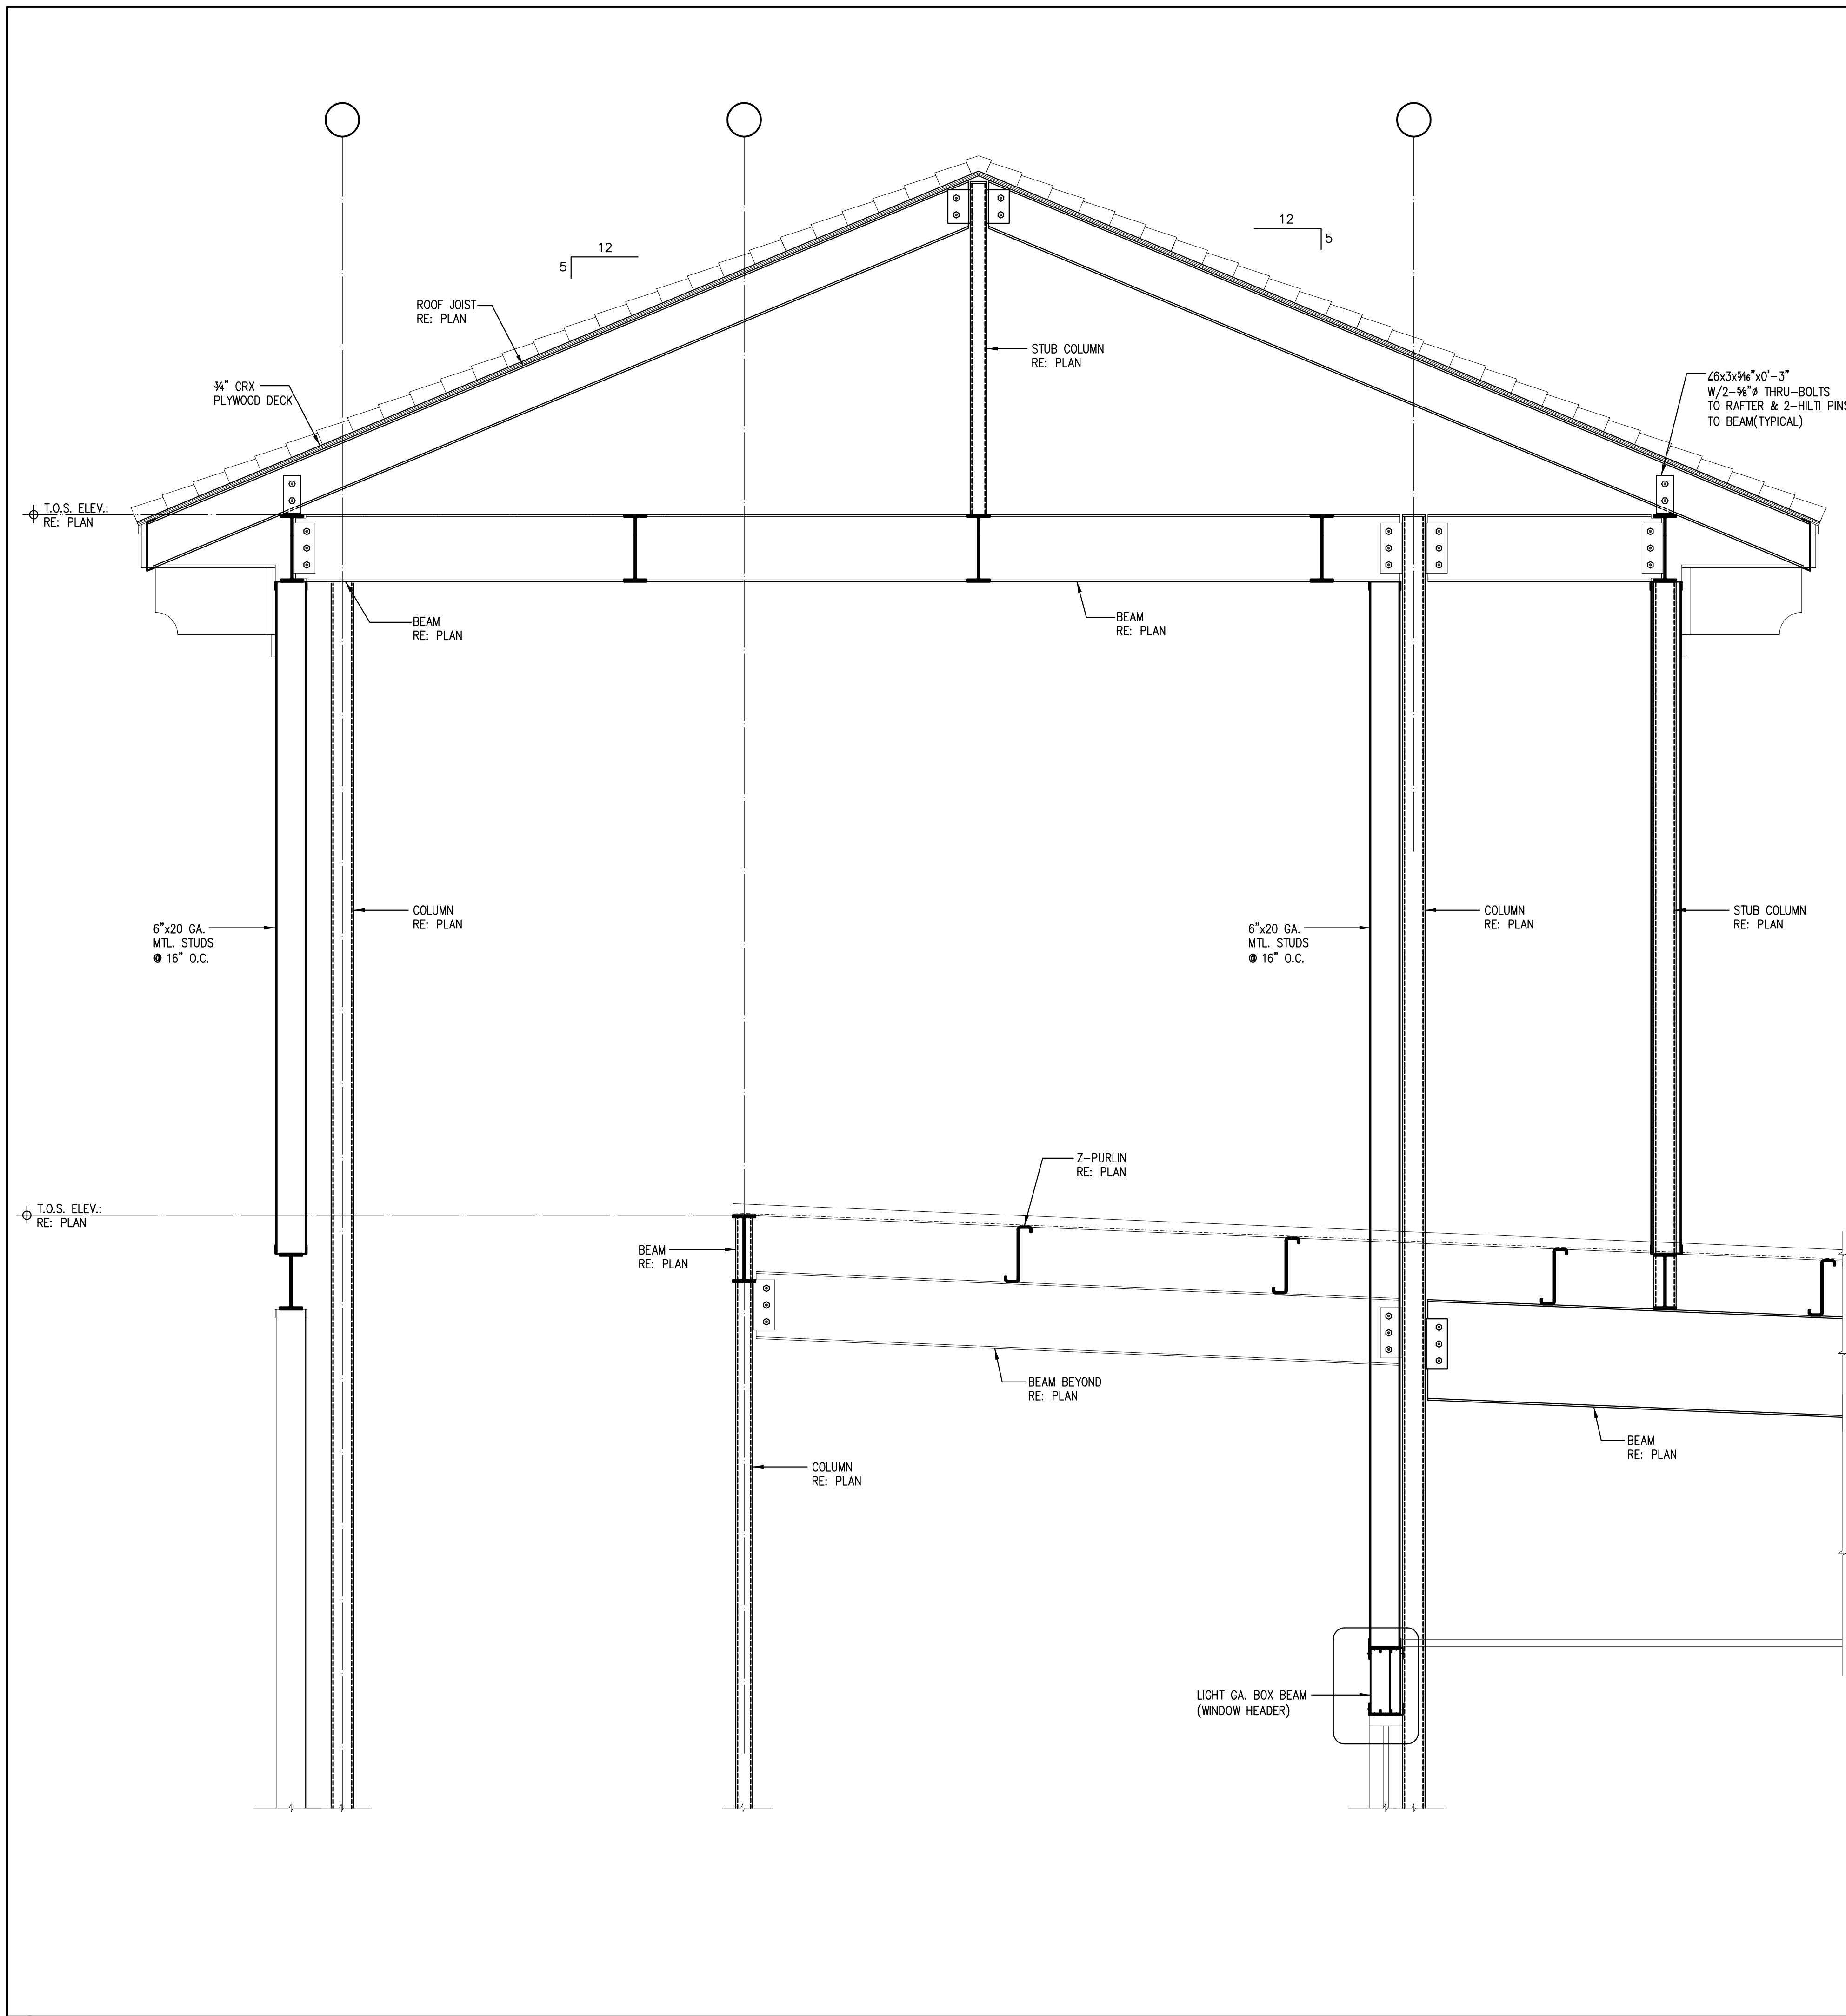 12
5
12
5
ROOF JOIST
RE: PLAN
STUB COLUMN
RE: PLAN
¾" CRX
PLYWOOD DECK
∠6x3x5⁄16"x0'-3"
W/2-⅝"ø THRU-BOLTS
TO RAFTER & 2-HILTI PINS
TO BEAM(TYPICAL)
T.O.S. ELEV.:
RE: PLAN
BEAM
RE: PLAN
BEAM
RE: PLAN
6"x20 GA.
MTL. STUDS
@ 16" O.C.
COLUMN
RE: PLAN
6"x20 GA.
MTL. STUDS
@ 16" O.C.
COLUMN
RE: PLAN
STUB COLUMN
RE: PLAN
Z-PURLIN
RE: PLAN
T.O.S. ELEV.:
RE: PLAN
BEAM
RE: PLAN
BEAM BEYOND
RE: PLAN
BEAM
RE: PLAN
COLUMN
RE: PLAN
LIGHT GA. BOX BEAM
(WINDOW HEADER)